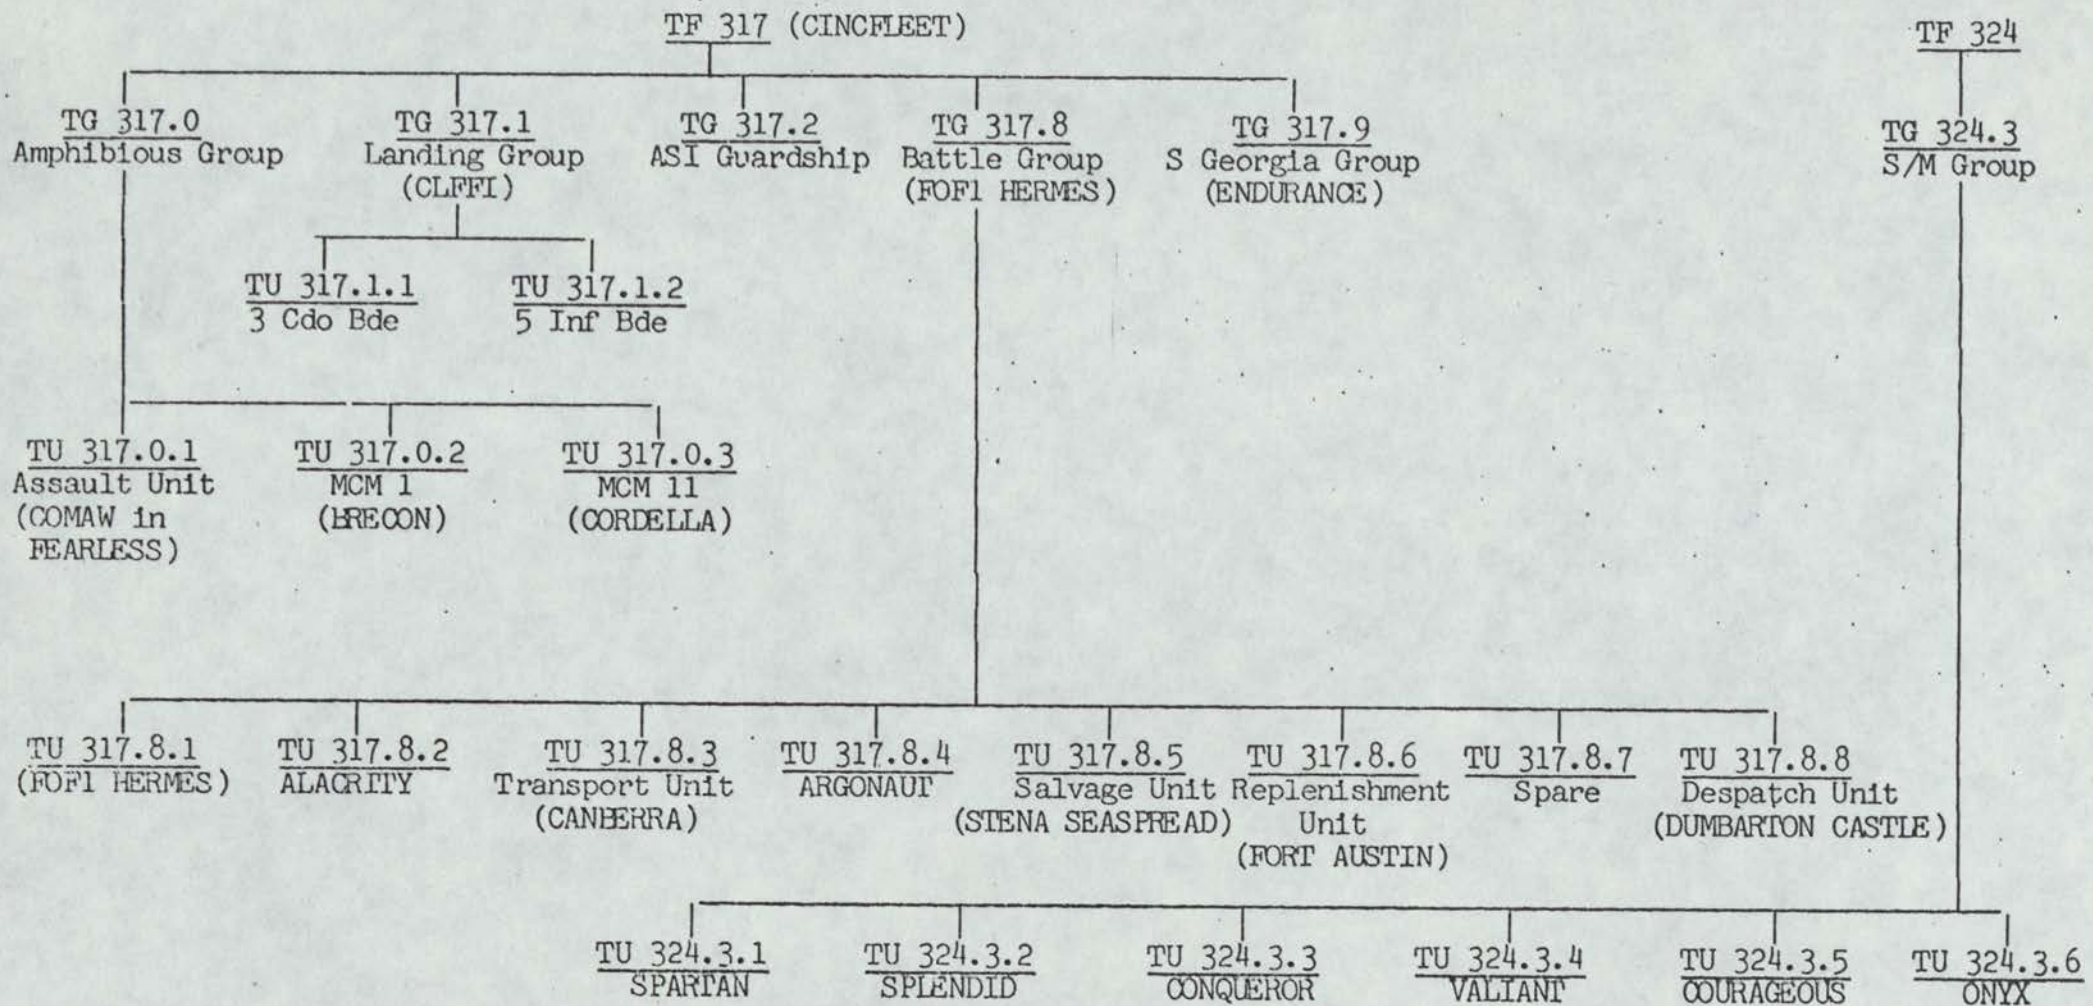 TF 317 (CINCFLEET)
TF 324
TG 317.0
Amphibious Group
TG 317.1
Landing Group
(CLFFI)
TG 317.2
ASI Guardship
TG 317.8
Battle Group
(FOF1 HERMES)
TG 317.9
S Georgia Group
(ENDURANCE)
TG 324.3
S/M Group
TU 317.1.1
3 Cdo Bde
TU 317.1.2
5 Inf Bde
TU 317.0.1
Assault Unit
(COMAW in
FEARLESS)
TU 317.0.2
MCM 1
(BRECON)
TU 317.0.3
MCM 11
(CORDELLA)
TU 317.8.1
(FOF1 HERMES)
TU 317.8.2
ALACRITY
TU 317.8.3
Transport Unit
(CANBERRA)
TU 317.8.4
ARGONAUT
TU 317.8.5
Salvage Unit
(STENA SEASPREAD)
TU 317.8.6
Replenishment
Unit
(FORT AUSTIN)
TU 317.8.7
Spare
TU 317.8.8
Despatch Unit
(DUMBARTON CASTLE)
TU 324.3.1
SPARTAN
TU 324.3.2
SPLENDID
TU 324.3.3
CONQUEROR
TU 324.3.4
VALIANT
TU 324.3.5
COURAGEOUS
TU 324.3.6
ONYX